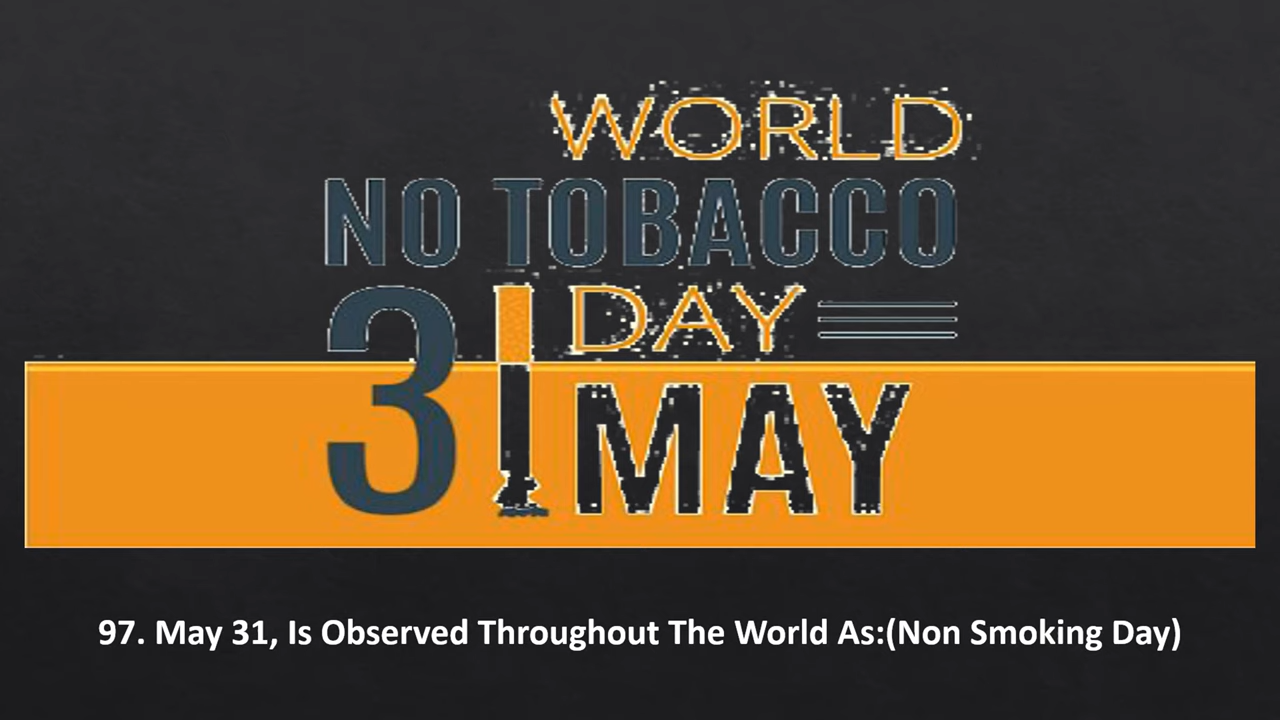 WORLD
NO TOBACCO
31 DAY
MAY
97. May 31, Is Observed Throughout The World As:(Non Smoking Day)